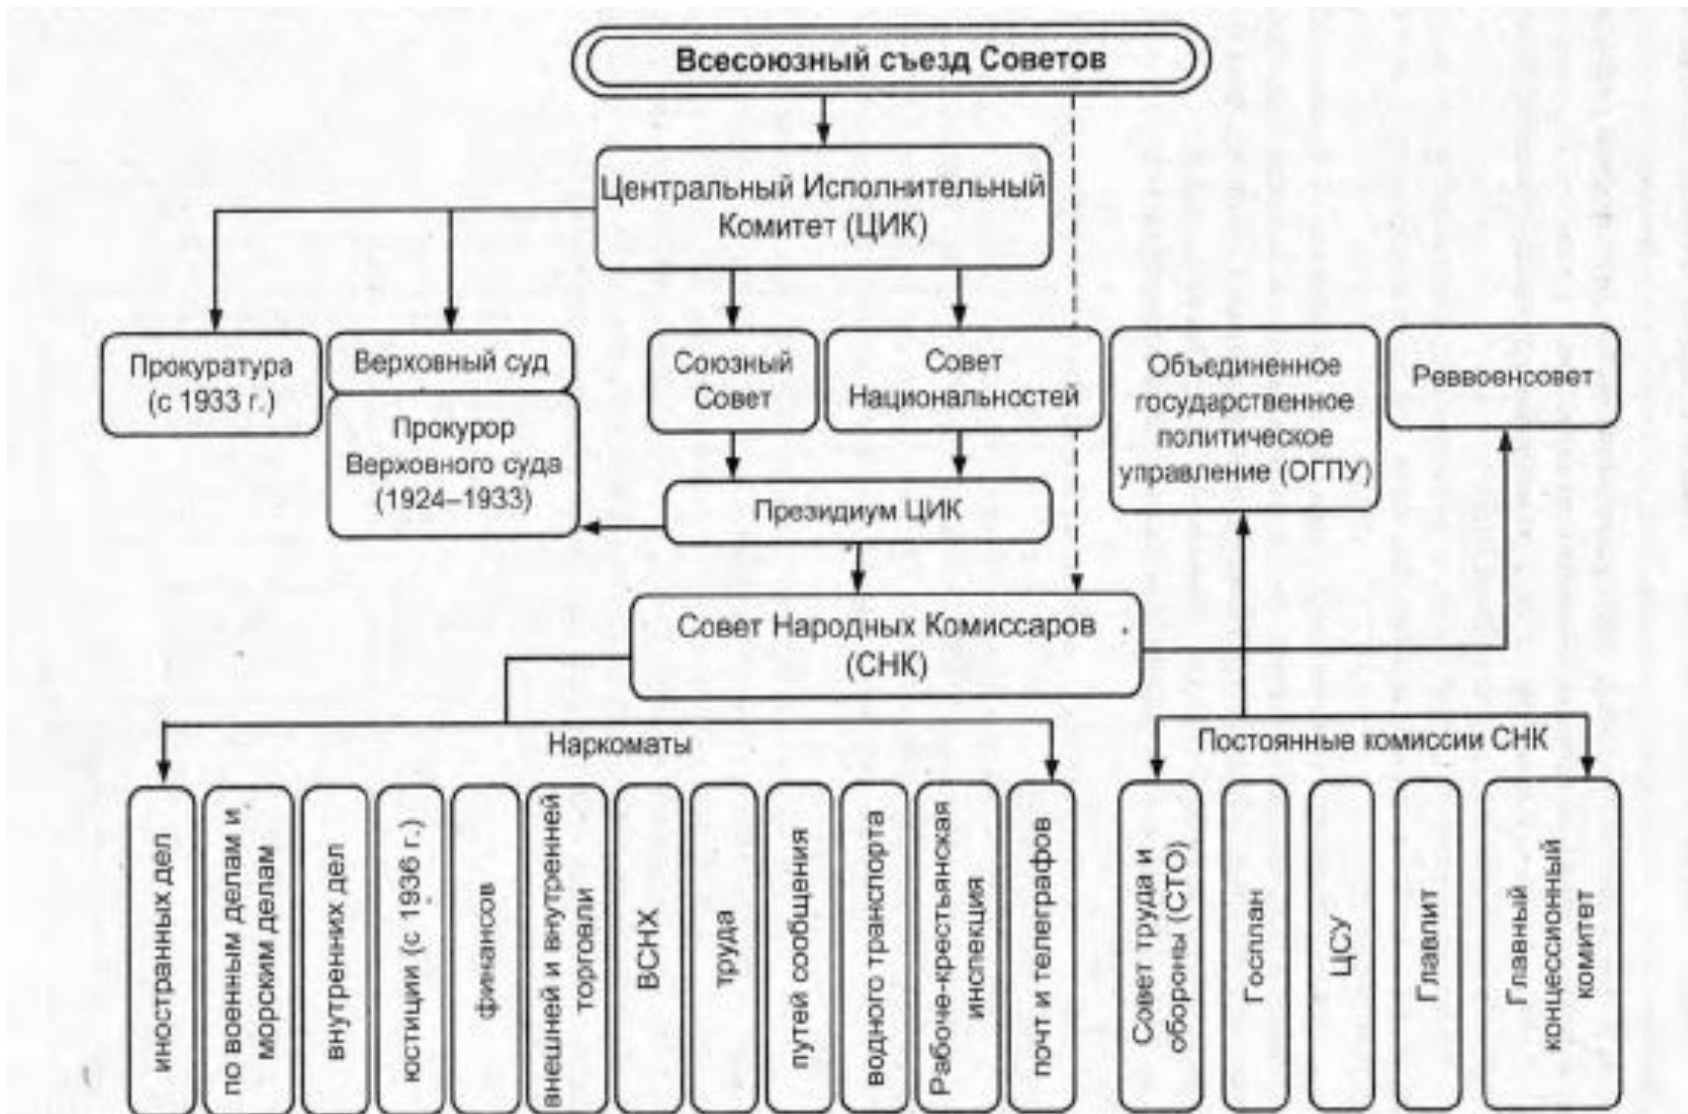 Всесоюзный съезд Советов
Центральный Исполнительный
Комитет (ЦИК)
Прокуратура
(с 1933 г.)
Верховный суд
Прокурор
Верховного суда
(1924–1933)
Союзный
Совет
Совет
Национальностей
Объединенное
государственное
политическое
управление (ОГПУ)
Реввоенсовет
Президиум ЦИК
Совет Народных Комиссаров
(СНК)
Наркоматы
Постоянные комиссии СНК
иностранных дел
по военным делам и
морским делам
внутренних дел
юстиции (с 1936 г.)
финансов
внешней и внутренней
торговли
ВСНХ
труда
путей сообщения
водного транспорта
Рабоче-крестьянская
инспекция
почт и телеграфов
Совет труда и
обороны (СТО)
Госплан
ЦСУ
Главлит
Главный
концессионный
комитет